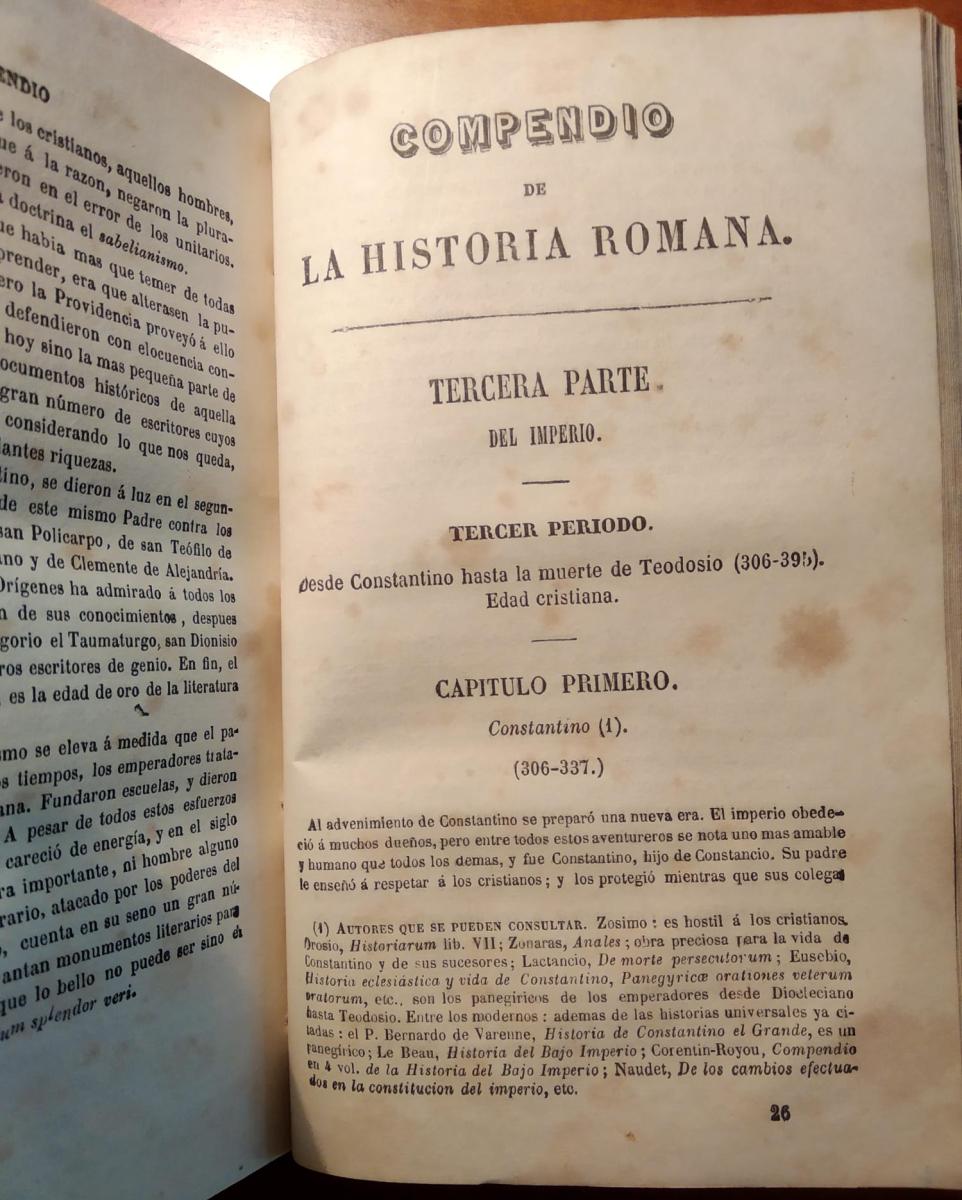 ENDIO
e los cristianos, aquellos hombres,
ue á la razon, negaron la plura-
eron en el error de los unitarios.
a doctrina el sabelianismo.
ue habia mas que temer de todas
prender, era que alterasen la pu-
ero la Providencia proveyó á ello
defendieron con elocuencia con-
hoy sino la mas pequeña parte de
ocumentos históricos de aquella
gran número de escritores cuyos
considerando lo que nos queda,
lantes riquezas.
tino, se dieron á luz en el segun-
de este mismo Padre contra los
san Policarpo, de san Teófilo de
no y de Clemente de Alejandría.
Orígenes ha admirado á todos los
n de sus conocimientos, despues
gorio el Taumaturgo, san Dionisio
ros escritores de genio. En fin, el
es la edad de oro de la literatura
smo se eleva á medida que el pa-
s tiempos, los emperadores trata-
ana. Fundaron escuelas, y dieron
A pesar de todos estos esfuerzos
careció de energía, y en el siglo
ra importante, ni hombre alguno
rario, atacado por los poderes del
, cuenta en su seno un gran nú-
antan monumentos literarios para
que lo bello no puede ser sino el
um splendor veri.
COMPENDIO
DE
LA HISTORIA ROMANA.
TERCERA PARTE.
DEL IMPERIO.
TERCER PERIODO.
Desde Constantino hasta la muerte de Teodosio (306-395).
Edad cristiana.
CAPITULO PRIMERO.
Constantino (1).
(306-337.)
Al advenimiento de Constantino se preparó una nueva era. El imperio obede-
ció á muchos dueños, pero entre todos estos aventureros se nota uno mas amable
y humano que todos los demas, y fue Constantino, hijo de Constancio. Su padre
le enseñó á respetar á los cristianos; y los protegió mientras que sus colegas
(1) AUTORES QUE SE PUEDEN CONSULTAR. Zosimo: es hostil á los cristianos.
Orosio, Historiarum lib. VII; Zonaras, Anales; obra preciosa para la vida de
Constantino y de sus sucesores; Lactancio, De morte persecutorum; Eusebio,
Historia eclesiástica y vida de Constantino, Panegyricæ orationes veterum
oratorum, etc., son los panegíricos de los emperadores desde Diocleciano
hasta Teodosio. Entre los modernos: ademas de las historias universales ya ci-
tadas: el P. Bernardo de Varenne, Historia de Constantino el Grande, es un
panegírico; Le Beau, Historia del Bajo Imperio; Corentin-Royou, Compendio
en 4 vol. de la Historia del Bajo Imperio; Naudet, De los cambios efectua-
dos en la constitucion del imperio, etc.
26